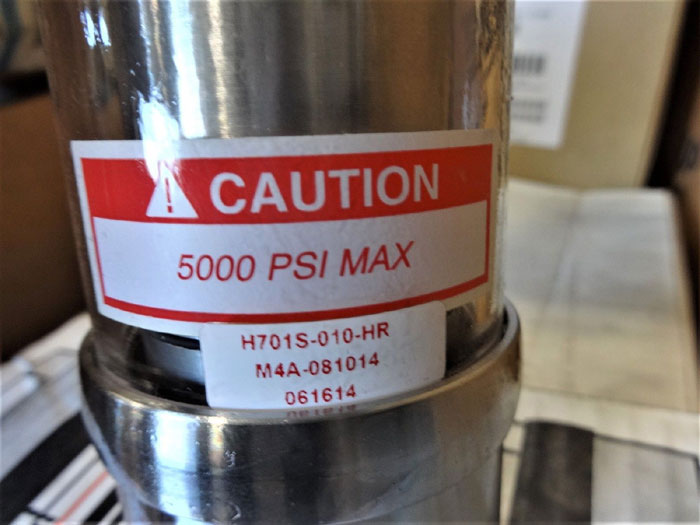 CAUTION
5000 PSI MAX
H701S-010-HR
M4A-081014
061614